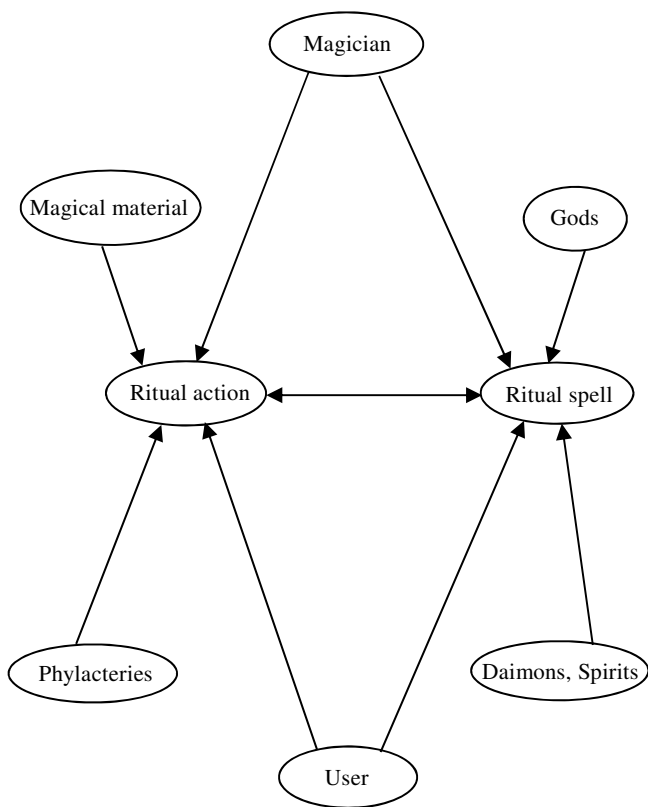 Magician
Magical material
Gods
Ritual action
Ritual spell
Phylacteries
Daimons, Spirits
User